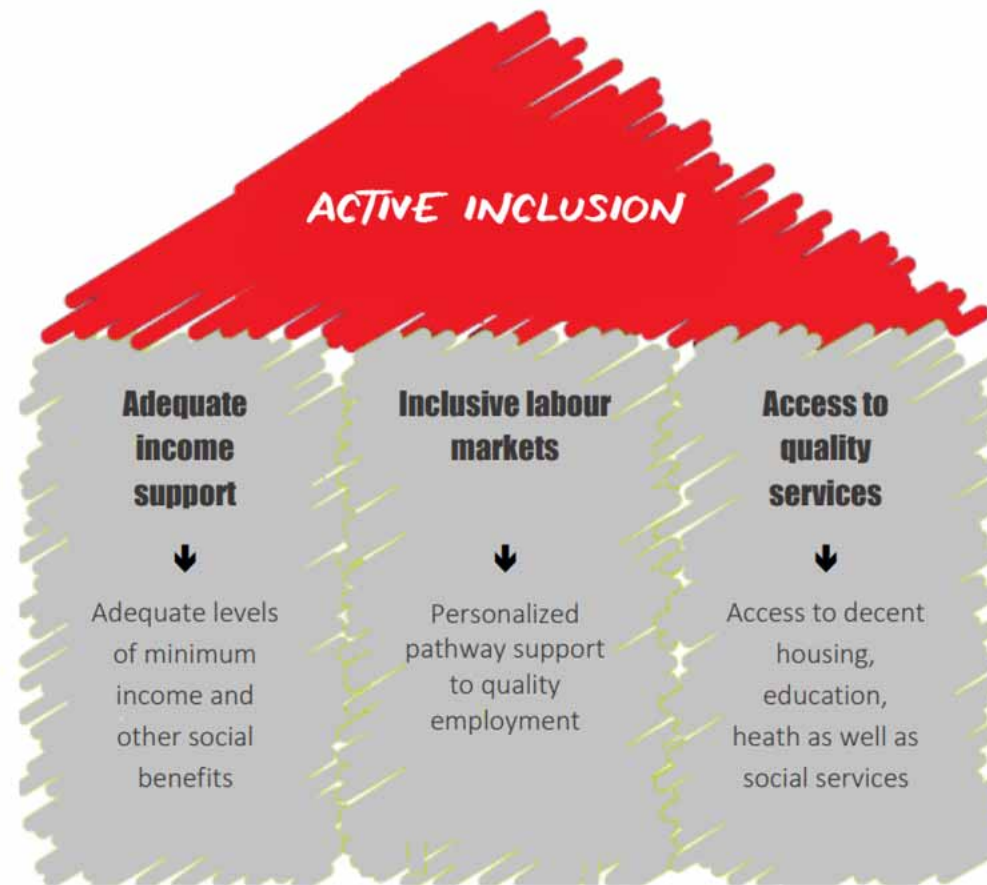 ACTIVE INCLUSION
Adequate
income
support
Adequate levels
of minimum
income and
other social
benefits
Inclusive labour
markets
Personalized
pathway support
to quality
employment
Access to
quality
services
Access to decent
housing,
education,
heath as well as
social services